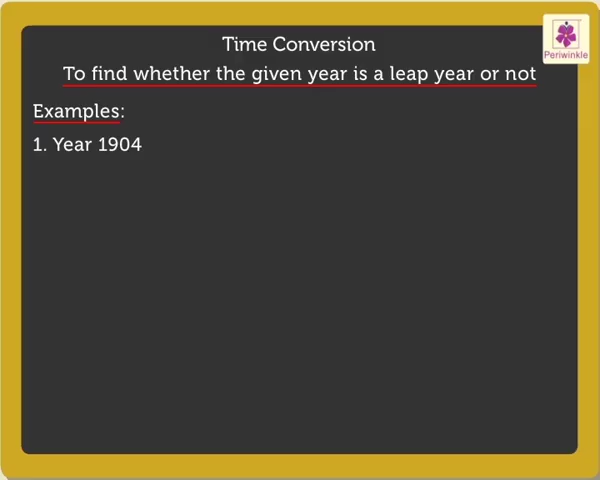 Time Conversion
Periwinkle
To find whether the given year is a leap year or not
Examples:
1. Year 1904